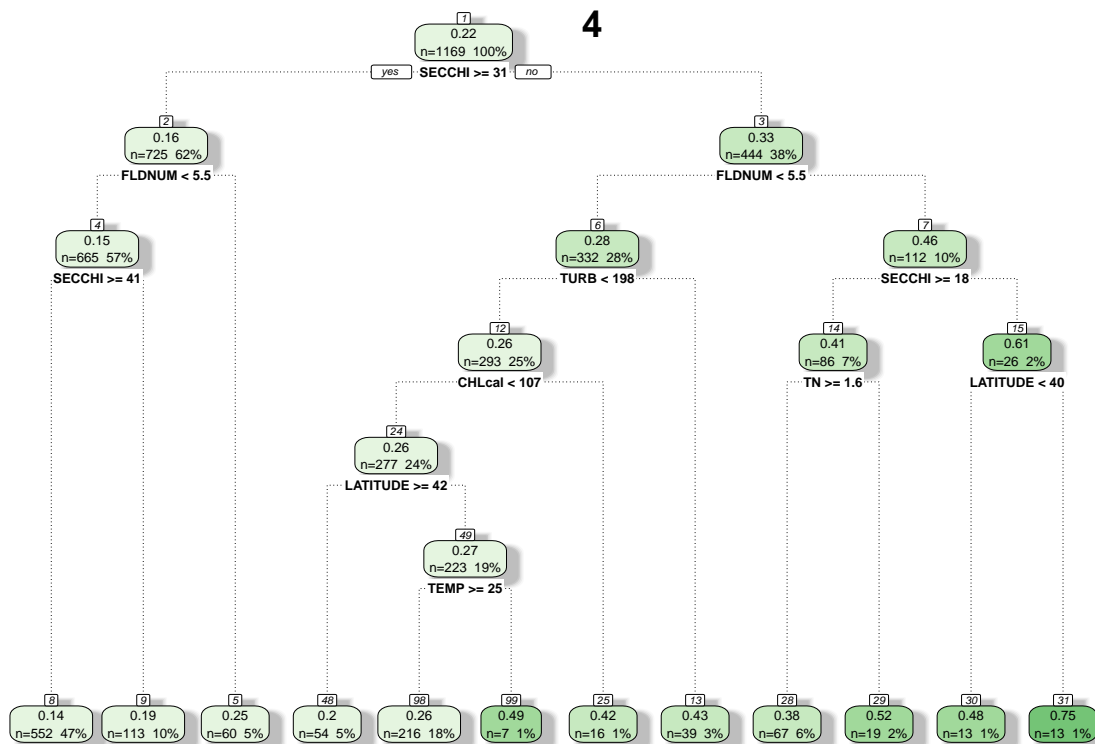 4
1
0.22
n=1169 100%
yes SECCHI >= 31 no
2
0.16
n=725 62%
FLDNUM < 5.5
3
0.33
n=444 38%
FLDNUM < 5.5
4
0.15
n=665 57%
SECCHI >= 41
6
0.28
n=332 28%
TURB < 198
7
0.46
n=112 10%
SECCHI >= 18
12
0.26
n=293 25%
CHLcal < 107
14
0.41
n=86 7%
TN >= 1.6
15
0.61
n=26 2%
LATITUDE < 40
24
0.26
n=277 24%
LATITUDE >= 42
49
0.27
n=223 19%
TEMP >= 25
8
0.14
n=552 47%
9
0.19
n=113 10%
5
0.25
n=60 5%
48
0.2
n=54 5%
98
0.26
n=216 18%
99
0.49
n=7 1%
25
0.42
n=16 1%
13
0.43
n=39 3%
28
0.38
n=67 6%
29
0.52
n=19 2%
30
0.48
n=13 1%
31
0.75
n=13 1%